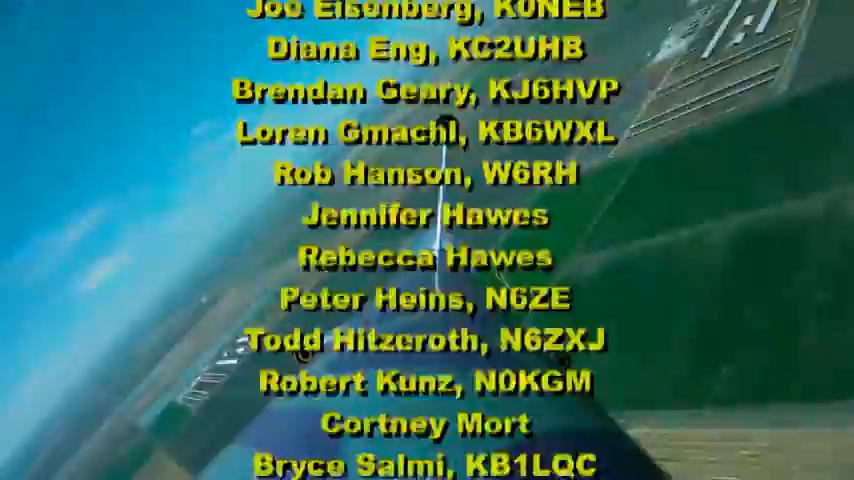 Joe Eisenberg, K0NEB
Diana Eng, KC2UHB
Brendan Geary, KJ6HVP
Loren Gmachl, KB6WXL
Rob Hanson, W6RH
Jennifer Hawes
Rebecca Hawes
Peter Heins, N6ZE
Todd Hitzeroth, N6ZXJ
Robert Kunz, N0KGM
Cortney Mort
Bryce Salmi, KB1LQC